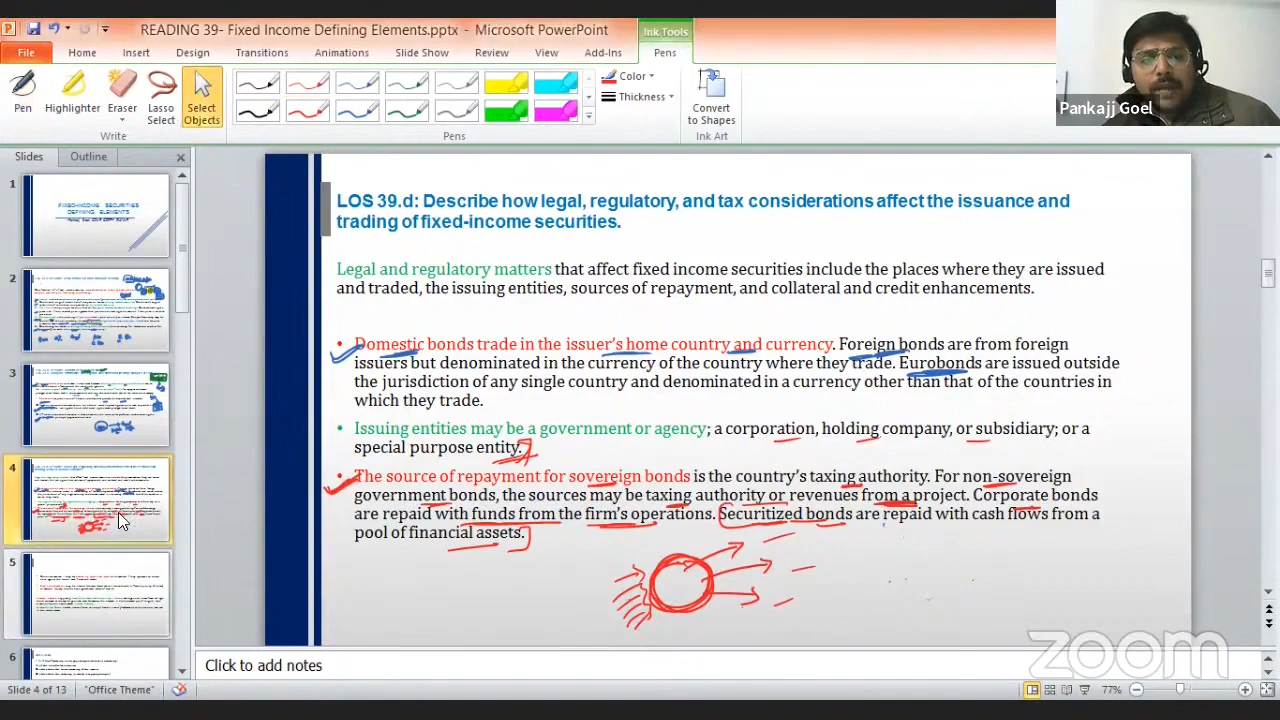 READING 39- Fixed Income Defining Elements.pptx - Microsoft PowerPoint
Ink Tools
File
Home
Insert
Design
Transitions
Animations
Slide Show
Review
View
Add-Ins
Pens
Pen
Highlighter
Eraser
Lasso
Select
Select
Objects
Color
Thickness
Convert
to Shapes
Write
Pens
Ink Art
Pankajj Goel
Slides
Outline
1
FIXED-INCOME SECURITIES
DEFINING ELEMENTS
2
3
4
5
6
LOS 39.d: Describe how legal, regulatory, and tax considerations affect the issuance and
trading of fixed-income securities.
Legal and regulatory matters that affect fixed income securities include the places where they are issued
and traded, the issuing entities, sources of repayment, and collateral and credit enhancements.
• Domestic bonds trade in the issuer's home country and currency. Foreign bonds are from foreign
issuers but denominated in the currency of the country where they trade. Eurobonds are issued outside
the jurisdiction of any single country and denominated in a currency other than that of the countries in
which they trade.
• Issuing entities may be a government or agency; a corporation, holding company, or subsidiary; or a
special purpose entity.
• The source of repayment for sovereign bonds is the country's taxing authority. For non-sovereign
government bonds, the sources may be taxing authority or revenues from a project. Corporate bonds
are repaid with funds from the firm's operations. Securitized bonds are repaid with cash flows from a
pool of financial assets.
zoom
Click to add notes
Slide 4 of 13
"Office Theme"
77%